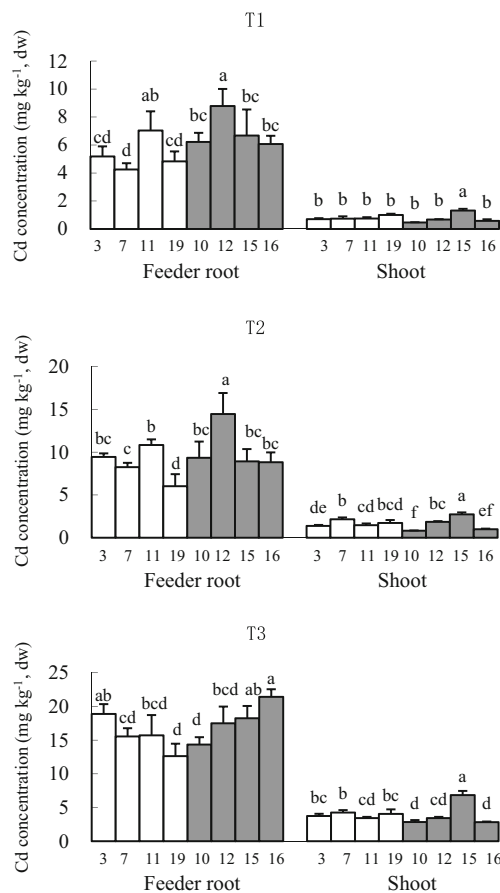 T1
Cd concentration (mg kg⁻¹, dw)
12
10
8
6
4
2
0
cd d ab cd bc a bc bc
b b b b b b a b
3 7 11 19 10 12 15 16
3 7 11 19 10 12 15 16
Feeder root Shoot
T2
Cd concentration (mg kg⁻¹, dw)
20
15
10
5
0
bc c b d bc a bc bc
de b cd bcd f bc a ef
3 7 11 19 10 12 15 16
3 7 11 19 10 12 15 16
Feeder root Shoot
T3
Cd concentration (mg kg⁻¹, dw)
25
20
15
10
5
0
ab cd bcd d d bcd ab a
bc b cd bc d cd a d
3 7 11 19 10 12 15 16
3 7 11 19 10 12 15 16
Feeder root Shoot